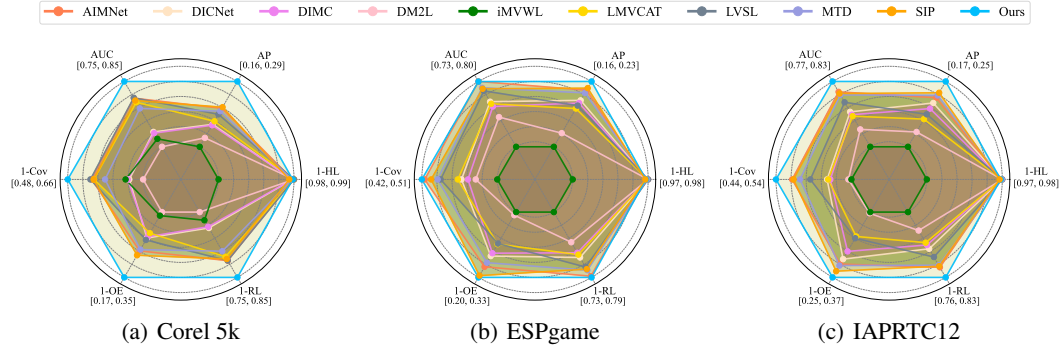 AIMNet DICNet DIMC DM2L iMVWL LMVCAT LVSL MTD SIP Ours
AUC
[0.75, 0.85]
AP
[0.16, 0.29]
1-Cov
[0.48, 0.66]
1-HL
[0.98, 0.99]
1-OE
[0.17, 0.35]
1-RL
[0.75, 0.85]
(a) Corel 5k
AUC
[0.73, 0.80]
AP
[0.16, 0.23]
1-Cov
[0.42, 0.51]
1-HL
[0.97, 0.98]
1-OE
[0.20, 0.33]
1-RL
[0.73, 0.79]
(b) ESPgame
AUC
[0.77, 0.83]
AP
[0.17, 0.25]
1-Cov
[0.44, 0.54]
1-HL
[0.97, 0.98]
1-OE
[0.25, 0.37]
1-RL
[0.76, 0.83]
(c) IAPRTC12